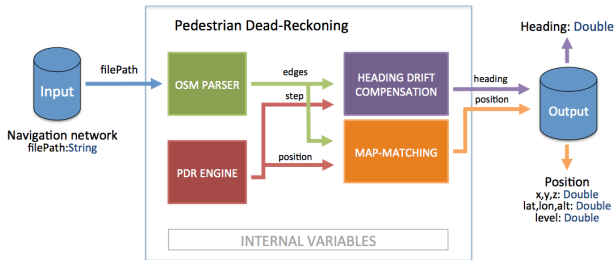 Pedestrian Dead-Reckoning
Heading: Double
filePath
Input
OSM PARSER
edges
step
HEADING DRIFT
COMPENSATION
heading
position
Output
Navigation network
filePath:String
PDR ENGINE
position
MAP-MATCHING
Position
x,y,z: Double
lat,lon,alt: Double
level: Double
INTERNAL VARIABLES